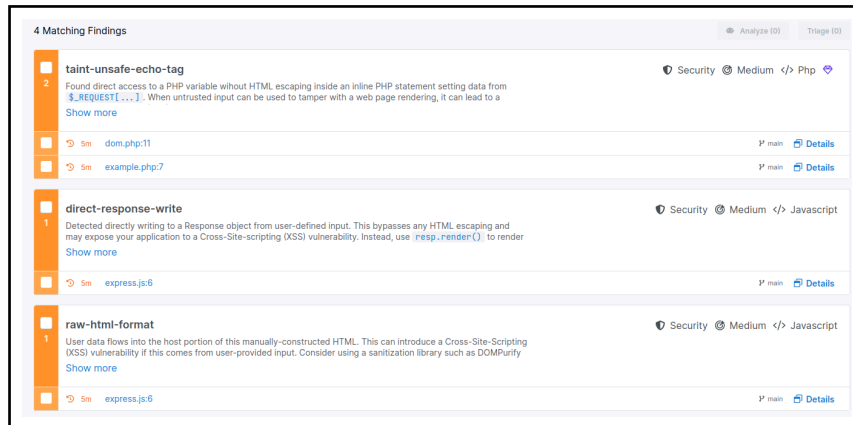 4 Matching Findings
Analyze (0) Triage (0)
2
taint-unsafe-echo-tag
Security Medium </> Php
Found direct access to a PHP variable wihout HTML escaping inside an inline PHP statement setting data from
$_REQUEST[...] . When untrusted input can be used to tamper with a web page rendering, it can lead to a
Show more
5m dom.php:11 main Details
5m example.php:7 main Details
1
direct-response-write
Security Medium </> Javascript
Detected directly writing to a Response object from user-defined input. This bypasses any HTML escaping and
may expose your application to a Cross-Site-scripting (XSS) vulnerability. Instead, use resp.render() to render
Show more
5m express.js:6 main Details
1
raw-html-format
Security Medium </> Javascript
User data flows into the host portion of this manually-constructed HTML. This can introduce a Cross-Site-Scripting
(XSS) vulnerability if this comes from user-provided input. Consider using a sanitization library such as DOMPurify
Show more
5m express.js:6 main Details